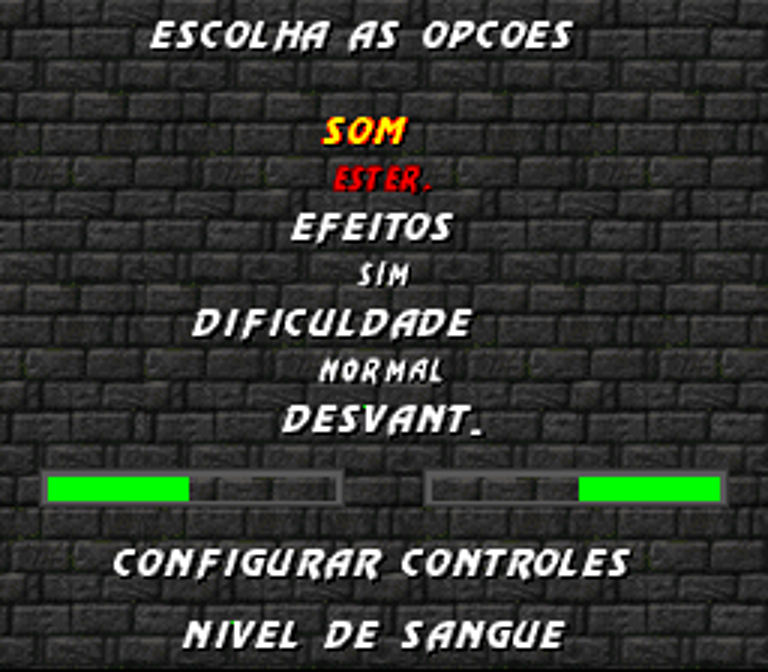 ESCOLHA AS OPCOES
SOM
ESTER.
EFEITOS
SIM
DIFICULDADE
NORMAL
DESVANT.
CONFIGURAR CONTROLES
NIVEL DE SANGUE